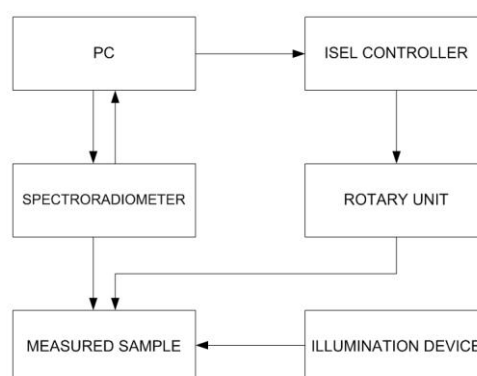 PC
ISEL CONTROLLER
SPECTRORADIOMETER
ROTARY UNIT
MEASURED SAMPLE
ILLUMINATION DEVICE